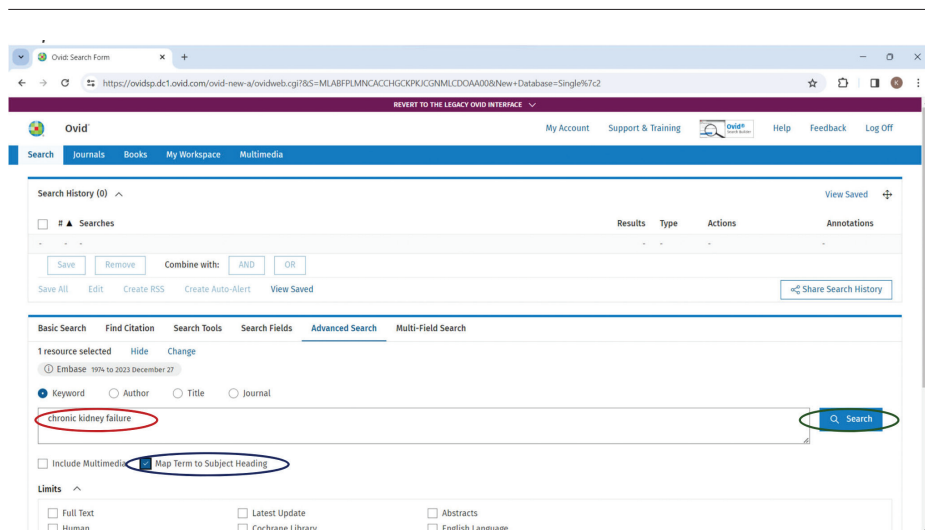 Ovid: Search Form
https://ovidsp.dc1.ovid.com/ovid-new-a/ovidweb.cgi?&S=MLABFPLMNCACCHGCKPKJCGNMLCDOAA00&New+Database=Single%7c2
K
REVERT TO THE LEGACY OVID INTERFACE
Ovid My Account Support & Training Ovid® Help Feedback Log Off
Search Journals Books My Workspace Multimedia
Search History (0) View Saved
# ▲ Searches Results Type Actions Annotations
- - - - - - -
Save Remove Combine with: AND OR
Save All Edit Create RSS Create Auto-Alert View Saved Share Search History
Basic Search Find Citation Search Tools Search Fields Advanced Search Multi-Field Search
1 resource selected Hide Change
Embase 1974 to 2023 December 27
Keyword Author Title Journal
chronic kidney failure Search
Include Multimedia Map Term to Subject Heading
Limits
Full Text Latest Update Abstracts
Human Cochrane Library English Language